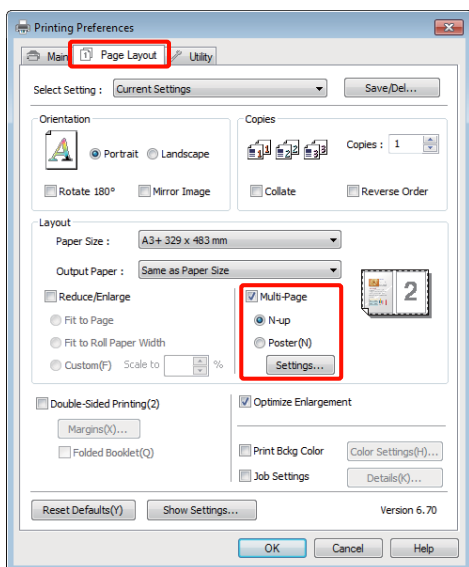 Printing Preferences
Main Page Layout Utility
Select Setting : Current Settings Save/Del...
Orientation Copies
Portrait Landscape Copies : 1
Rotate 180° Mirror Image Collate Reverse Order
Layout
Paper Size : A3+ 329 x 483 mm
Output Paper : Same as Paper Size
Reduce/Enlarge Multi-Page
Fit to Page N-up
Fit to Roll Paper Width Poster(N)
Custom(F) Scale to % Settings...
2
Double-Sided Printing(2) Optimize Enlargement
Margins(X)...
Folded Booklet(Q) Print Bckg Color Color Settings(H)...
Job Settings Details(K)...
Reset Defaults(Y) Show Settings... Version 6.70
OK Cancel Help